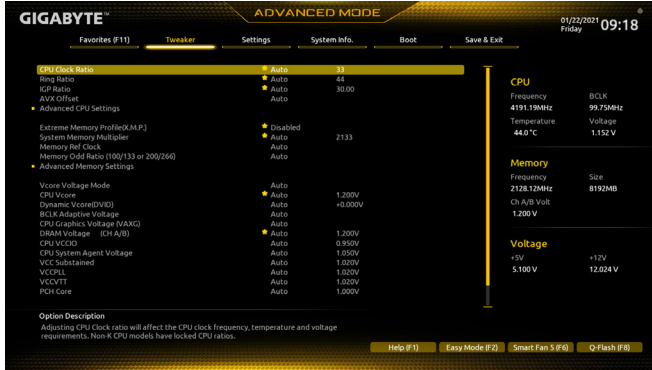 GIGABYTE™
ADVANCED MODE
01/22/2021
Friday
09:18
Favorites (F11) Tweaker Settings System Info. Boot Save & Exit
CPU Clock Ratio Auto 33
Ring Ratio Auto 44
IGP Ratio Auto 30.00
AVX Offset Auto
Advanced CPU Settings
Extreme Memory Profile(X.M.P.) Disabled
System Memory Multiplier Auto 2133
Memory Ref Clock Auto
Memory Odd Ratio (100/133 or 200/266) Auto
Advanced Memory Settings
Vcore Voltage Mode Auto
CPU Vcore Auto 1.200V
Dynamic Vcore(DVID) Auto +0.000V
BCLK Adaptive Voltage Auto
CPU Graphics Voltage (VAXG) Auto
DRAM Voltage (CH A/B) Auto 1.200V
CPU VCCIO Auto 0.950V
CPU System Agent Voltage Auto 1.050V
VCC Substained Auto 1.020V
VCCPLL Auto 1.020V
VCCVTT Auto 1.020V
PCH Core Auto 1.000V
CPU
Frequency BCLK
4191.19MHz 99.75MHz
Temperature Voltage
44.0 °C 1.152 V
Memory
Frequency Size
2128.12MHz 8192MB
Ch A/B Volt
1.200 V
Voltage
+5V +12V
5.100 V 12.024 V
Option Description
Adjusting CPU Clock ratio will affect the CPU clock frequency, temperature and voltage
requirements. Non-K CPU models have locked CPU ratios.
Help (F1) Easy Mode (F2) Smart Fan 5 (F6) Q-Flash (F8)